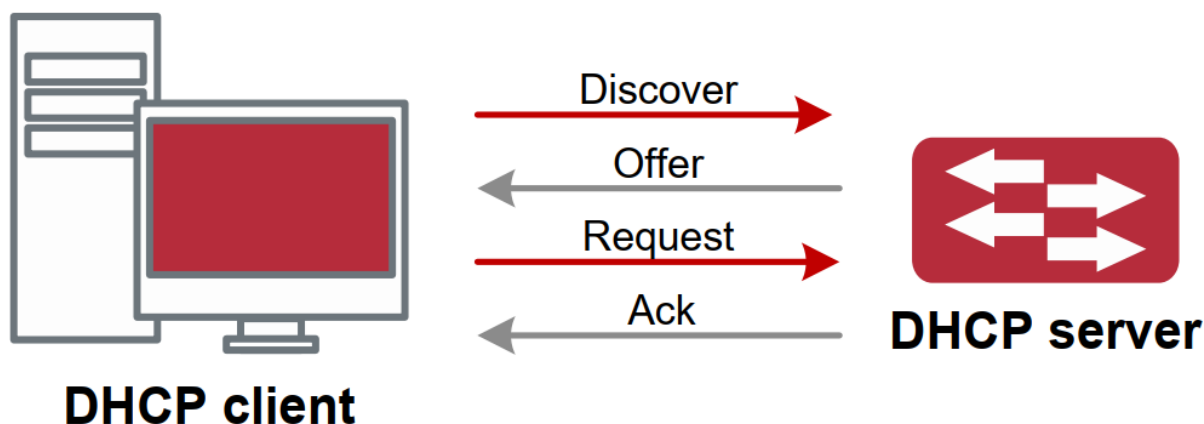 Discover
Offer
Request
Ack
DHCP server
DHCP client